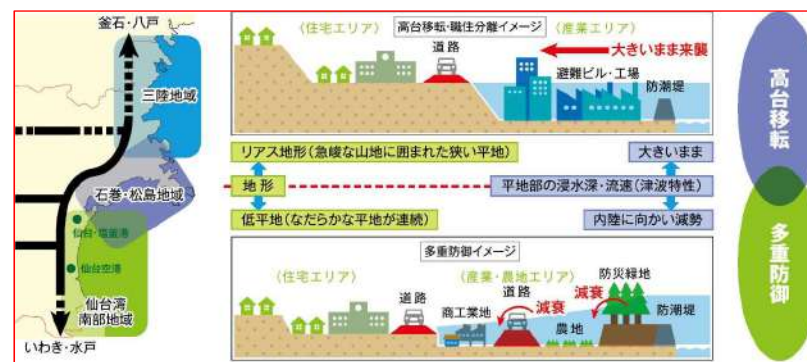 釜石・八戸
三陸地域
石巻・松島地域
仙台・塩釜港
仙台空港
仙台湾
南部地域
いわき・水戸
高台移転・職住分離イメージ
〈住宅エリア〉
〈産業エリア〉
道路
大きいまま来襲
避難ビル・工場
防潮堤
リアス地形(急峻な山地に囲まれた狭い平地)
大きいまま
地形
平地部の浸水深・流速(津波特性)
低平地(なだらかな平地が連続)
内陸に向かい減勢
多重防御イメージ
〈住宅エリア〉
〈産業・農地エリア〉
防災緑地
道路
商工業地
道路
減衰
農地
減衰
防潮堤
高台移転
多重防御